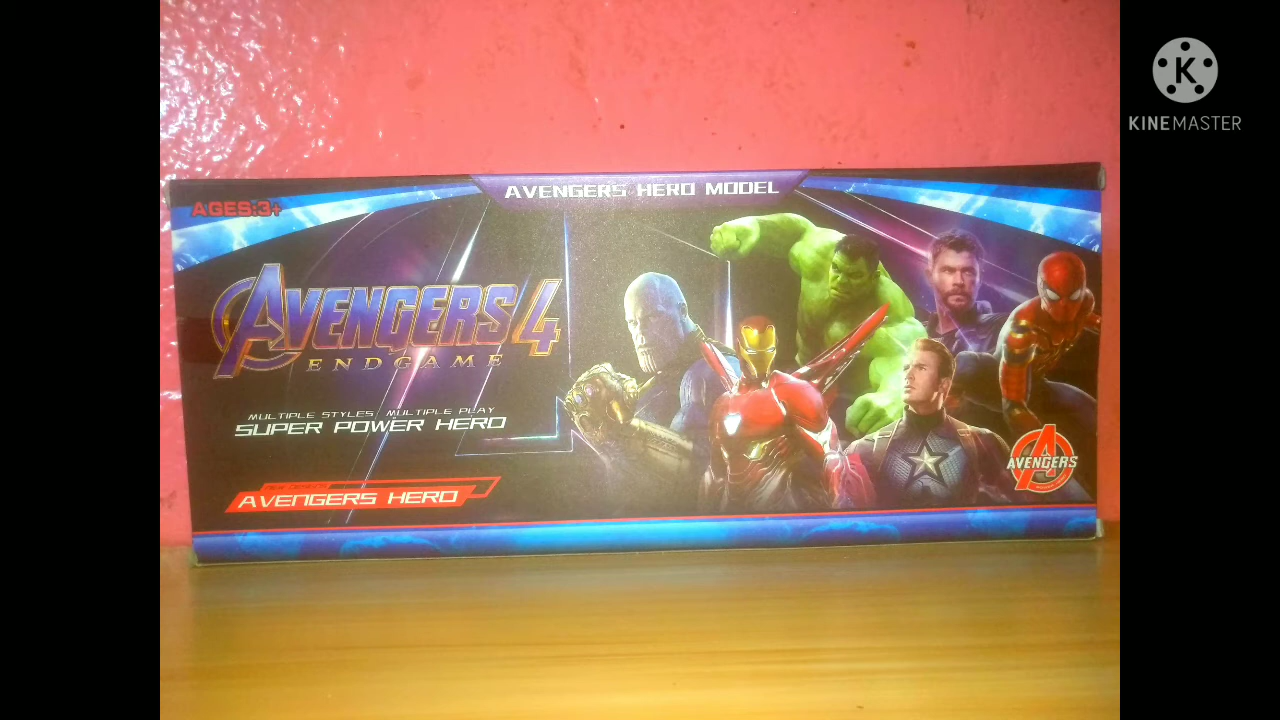 KINEMASTER
AVENGERS HERO MODEL
AGES:3+
AVENGERS 4
ENDGAME
MULTIPLE STYLES MULTIPLE PLAY
SUPER POWER HERO
AVENGERS HERO
AVENGERS